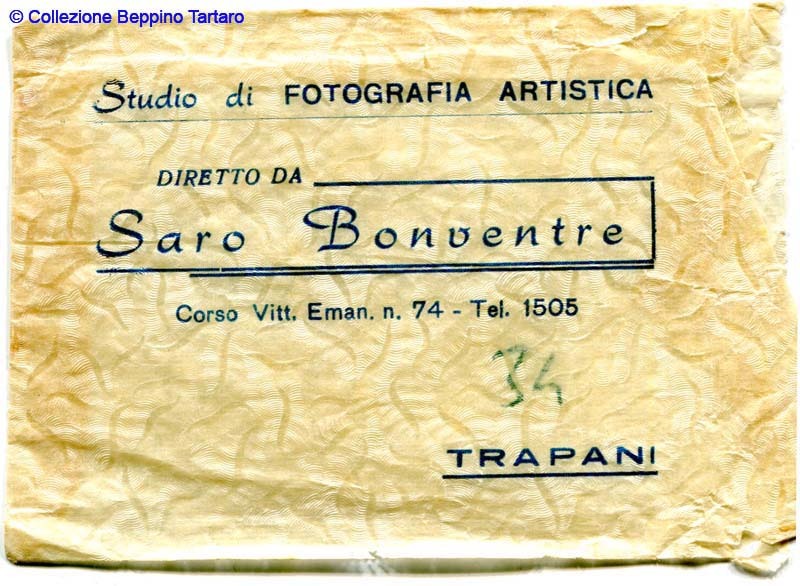 © Collezione Beppino Tartaro
Studio di FOTOGRAFIA ARTISTICA
DIRETTO DA
Saro Bonventre
Corso Vitt. Eman. n. 74 - Tel. 1505
34
TRAPANI